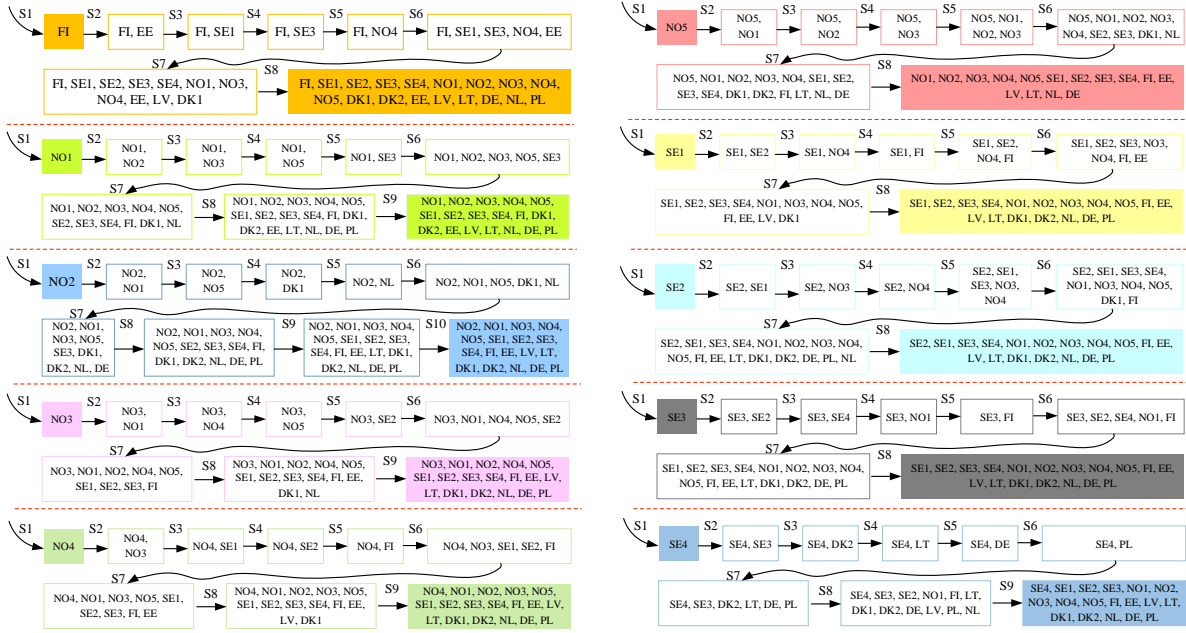 S1 S2 S3 S4 S5 S6
FI
FI, EE
FI, SE1
FI, SE3
FI, NO4
FI, SE1, SE3, NO4, EE
S7
S8
FI, SE1, SE2, SE3, SE4, NO1, NO3,
NO4, EE, LV, DK1
FI, SE1, SE2, SE3, SE4, NO1, NO2, NO3, NO4,
NO5, DK1, DK2, EE, LV, LT, DE, NL, PL
S1 S2 S3 S4 S5 S6
NO1
NO1,
NO2
NO1,
NO3
NO1,
NO5
NO1, SE3
NO1, NO2, NO3, NO5, SE3
S7
S8
S9
NO1, NO2, NO3, NO4, NO5,
SE2, SE3, SE4, FI, DK1, NL
NO1, NO2, NO3, NO4, NO5,
SE1, SE2, SE3, SE4, FI, DK1,
DK2, EE, LT, NL, DE, PL
NO1, NO2, NO3, NO4, NO5,
SE1, SE2, SE3, SE4, FI, DK1,
DK2, EE, LV, LT, NL, DE, PL
S1 S2 S3 S4 S5 S6
NO2
NO2,
NO1
NO2,
NO5
NO2,
DK1
NO2, NL
NO2, NO1, NO5, DK1, NL
S7
S8
S9
S10
NO2, NO1,
NO3, NO5,
SE3, DK1,
DK2, NL, DE
NO2, NO1, NO3, NO4,
NO5, SE2, SE3, SE4, FI,
DK1, DK2, NL, DE, PL
NO2, NO1, NO3, NO4,
NO5, SE1, SE2, SE3,
SE4, FI, EE, LT, DK1,
DK2, NL, DE, PL
NO2, NO1, NO3, NO4,
NO5, SE1, SE2, SE3,
SE4, FI, EE, LV, LT,
DK1, DK2, NL, DE, PL
S1 S2 S3 S4 S5 S6
NO3
NO3,
NO1
NO3,
NO4
NO3,
NO5
NO3, SE2
NO3, NO1, NO4, NO5, SE2
S7
S8
S9
NO3, NO1, NO2, NO4, NO5,
SE1, SE2, SE3, FI
NO3, NO1, NO2, NO4, NO5,
SE1, SE2, SE3, SE4, FI, EE,
DK1, NL
NO3, NO1, NO2, NO4, NO5,
SE1, SE2, SE3, SE4, FI, EE, LV,
LT, DK1, DK2, NL, DE, PL
S1 S2 S3 S4 S5 S6
NO4
NO4,
NO3
NO4, SE1
NO4, SE2
NO4, FI
NO4, NO3, SE1, SE2, FI
S7
S8
S9
NO4, NO1, NO3, NO5, SE1,
SE2, SE3, FI, EE
NO4, NO1, NO2, NO3, NO5,
SE1, SE2, SE3, SE4, FI, EE,
LV, DK1
NO4, NO1, NO2, NO3, NO5,
SE1, SE2, SE3, SE4, FI, EE, LV,
LT, DK1, DK2, NL, DE, PL
S1 S2 S3 S4 S5 S6
NO5
NO5,
NO1
NO5,
NO2
NO5,
NO3
NO5, NO1,
NO2, NO3
NO5, NO1, NO2, NO3,
NO4, SE2, SE3, DK1, NL
S7
S8
NO5, NO1, NO2, NO3, NO4, SE1, SE2,
SE3, SE4, DK1, DK2, FI, LT, NL, DE
NO1, NO2, NO3, NO4, NO5, SE1, SE2, SE3, SE4, FI, EE,
LV, LT, NL, DE
S1 S2 S3 S4 S5 S6
SE1
SE1, SE2
SE1, NO4
SE1, FI
SE1, SE2,
NO4, FI
SE1, SE2, SE3, NO3,
NO4, FI, EE
S7
S8
SE1, SE2, SE3, SE4, NO1, NO3, NO4, NO5,
FI, EE, LV, DK1
SE1, SE2, SE3, SE4, NO1, NO2, NO3, NO4, NO5, FI, EE,
LV, LT, DK1, DK2, NL, DE, PL
S1 S2 S3 S4 S5 S6
SE2
SE2, SE1
SE2, NO3
SE2, NO4
SE2, SE1,
SE3, NO3,
NO4
SE2, SE1, SE3, SE4,
NO1, NO3, NO4, NO5,
DK1, FI
S7
S8
SE2, SE1, SE3, SE4, NO1, NO2, NO3, NO4,
NO5, FI, EE, LT, DK1, DK2, DE, PL, NL
SE2, SE1, SE3, SE4, NO1, NO2, NO3, NO4, NO5, FI, EE,
LV, LT, DK1, DK2, NL, DE, PL
S1 S2 S3 S4 S5 S6
SE3
SE3, SE2
SE3, SE4
SE3, NO1
SE3, FI
SE3, SE2, SE4, NO1, FI
S7
S8
SE1, SE2, SE3, SE4, NO1, NO2, NO3, NO4,
NO5, FI, EE, LT, DK1, DK2, DE, PL
SE1, SE2, SE3, SE4, NO1, NO2, NO3, NO4, NO5, FI, EE,
LV, LT, DK1, DK2, NL, DE, PL
S1 S2 S3 S4 S5 S6
SE4
SE4, SE3
SE4, DK2
SE4, LT
SE4, DE
SE4, PL
S7
S8
S9
SE4, SE3, DK2, LT, DE, PL
SE4, SE3, SE2, NO1, FI, LT,
DK1, DK2, DE, LV, PL, NL
SE4, SE1, SE2, SE3, NO1, NO2,
NO3, NO4, NO5, FI, EE, LV, LT,
DK1, DK2, NL, DE, PL